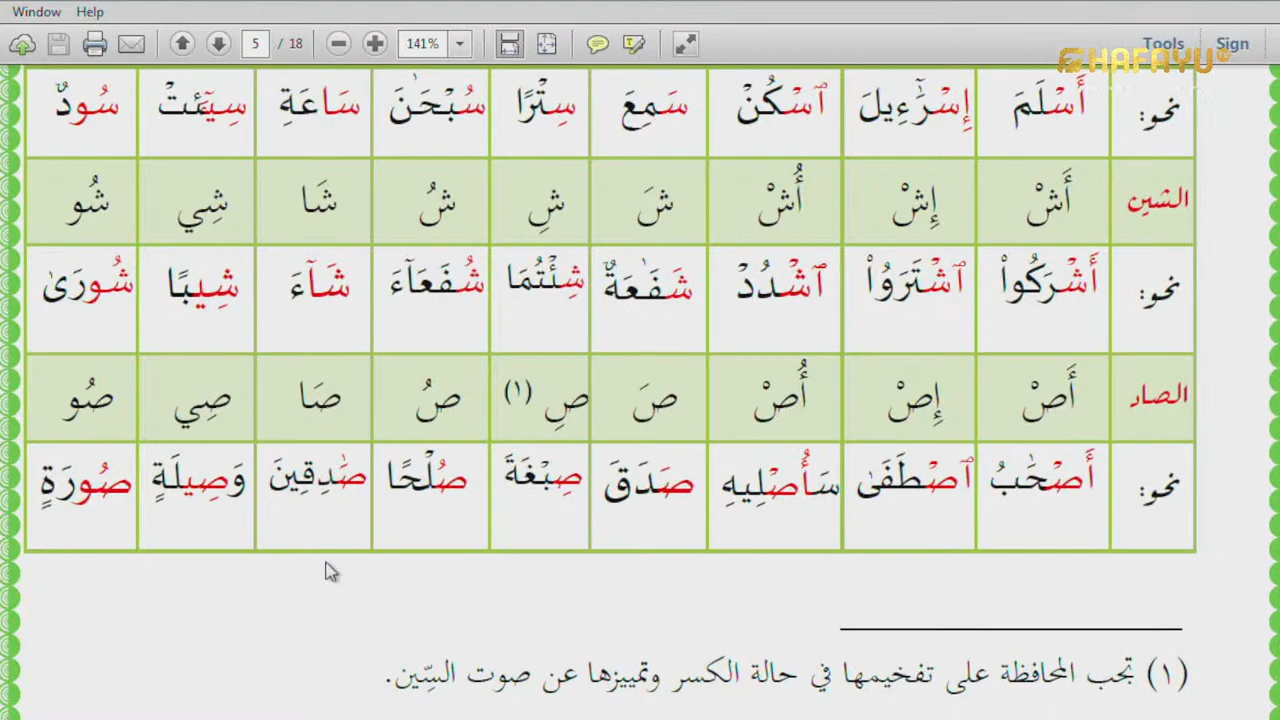 Window Help
5 / 18 141% Tools Sign
HAFAYU
نحو: أَسْلَمَ إِسْرَٰٓءِيلَ ٱسْكُنْ سَمِعَ سِتْرًا سُبْحَٰنَ سَاعَةِ سِيٓـَٔتْ سُودٌ
الشين أَشْ إِشْ أُشْ شَ شِ شُ شَا شِي شُو
نحو: أَشْرَكُوا۟ ٱشْتَرَوُا۟ ٱشْدُدْ شَفَٰعَةٌ شِئْتُمَا شُفَعَآءَ شَآءَ شِيبًا شُورَىٰ
الصاد أَصْ إِصْ أُصْ صَ صِ (١) صُ صَا صِي صُو
نحو: أَصْحَٰبُ ٱصْطَفَىٰ سَأُصْلِيهِ صَدَقَ صِبْغَةَ صُلْحًا صَٰدِقِينَ وَصِيلَةٍ صُورَةٍ
(١) تجب المحافظة على تفخيمها في حالة الكسر وتمييزها عن صوت السِّين.